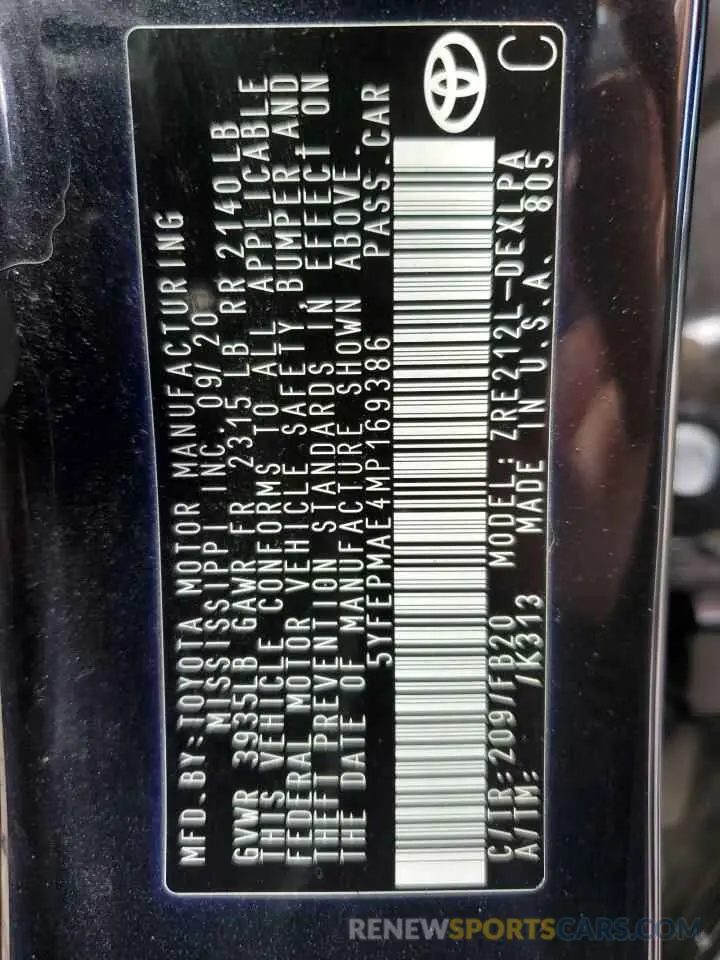 MFD.BY:TOYOTA MOTOR MANUFACTURING
MISSISSIPPI INC. 09/20
GVWR 3935LB GAWR FR 2315 LB RR 2140LB
THIS VEHICLE CONFORMS TO ALL APPLICABLE
FEDERAL MOTOR VEHICLE SAFETY, BUMPER AND
THEFT PREVENTION STANDARDS IN EFFECT ON
THE DATE OF MANUFACTURE SHOWN ABOVE.
5YFEPMAE4MP169386 PASS.CAR
C/TR:209/FB20 MODEL: ZRE212L-DEXLPA
A/TM: /K313 MADE IN U.S.A. 805
C
RENEWSPORTSCARS.COM